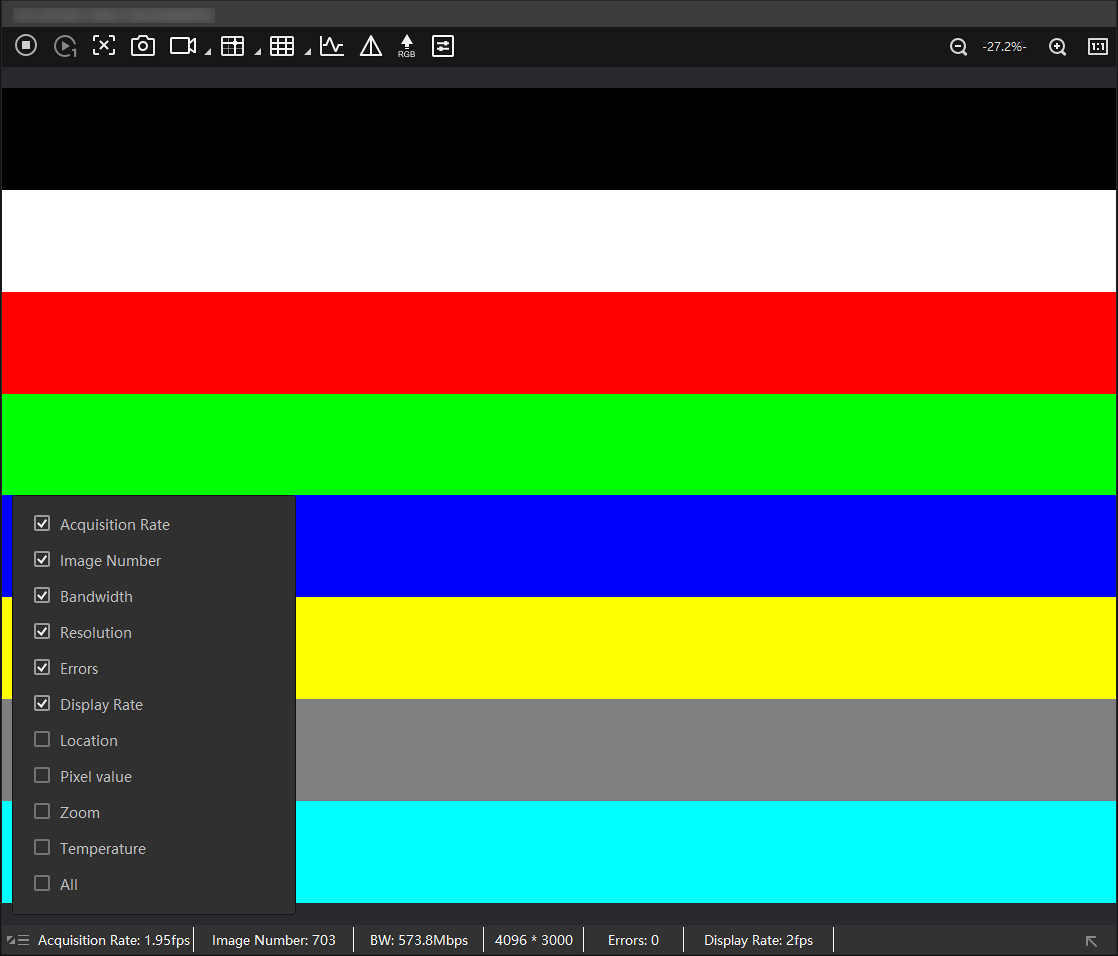 1 RGB -27.2%- 1:1
Acquisition Rate
Image Number
Bandwidth
Resolution
Errors
Display Rate
Location
Pixel value
Zoom
Temperature
All
Acquisition Rate: 1.95fps Image Number: 703 BW: 573.8Mbps 4096 * 3000 Errors: 0 Display Rate: 2fps